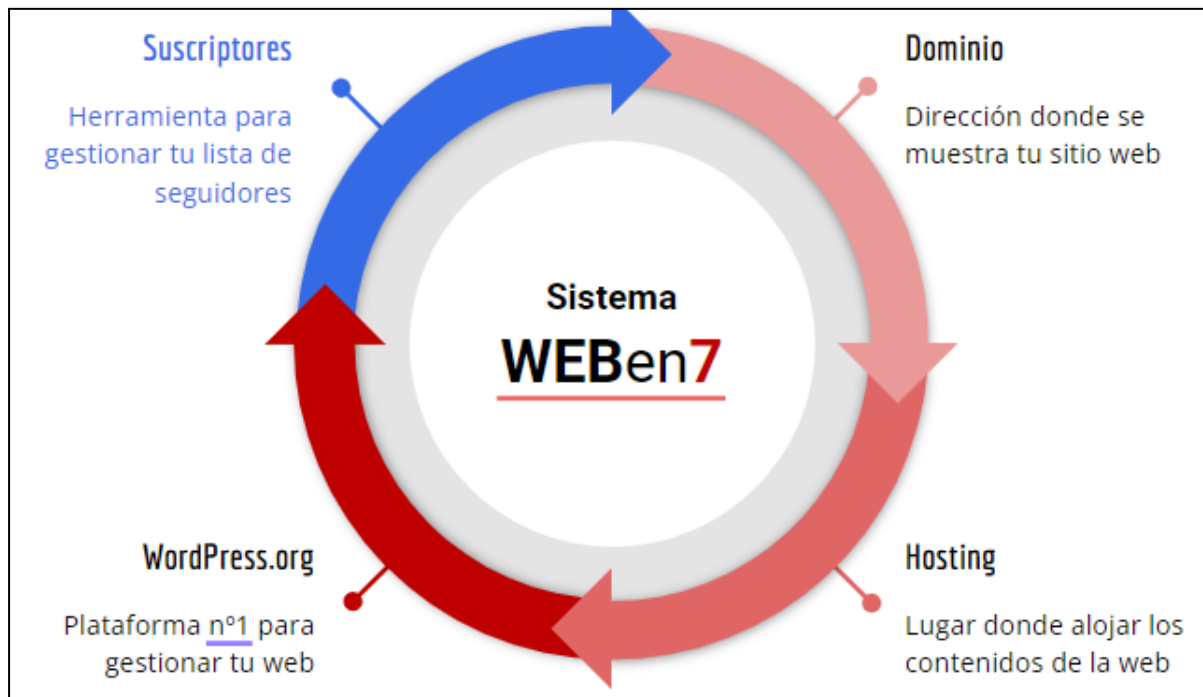 Suscriptores
Herramienta para
gestionar tu lista de
seguidores
Dominio
Dirección donde se
muestra tu sitio web
Sistema
WEBen7
WordPress.org
Plataforma nº1 para
gestionar tu web
Hosting
Lugar donde alojar los
contenidos de la web